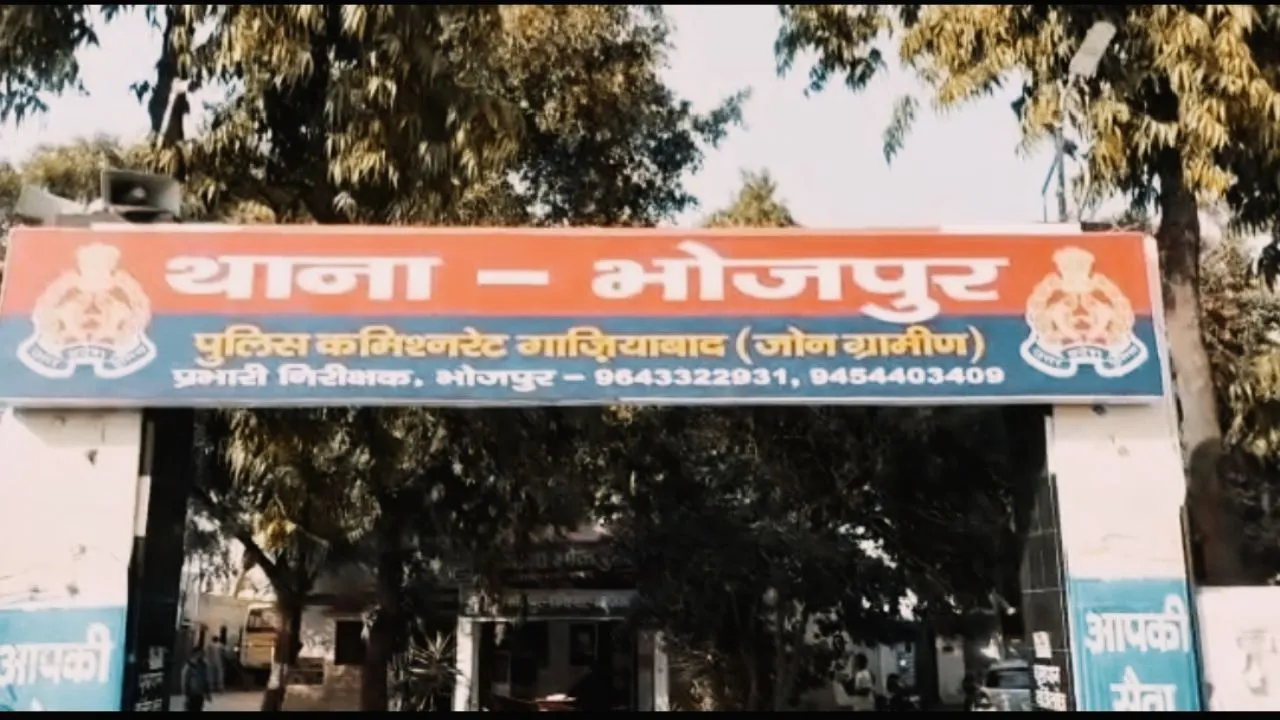 थाना - भोजपुर
पुलिस कमिश्नरेट गाज़ियाबाद (जोन ग्रामीण)
प्रभारी निरीक्षक, भोजपुर - 9643322931, 9454403409
आपकी
आपकी
सेवा